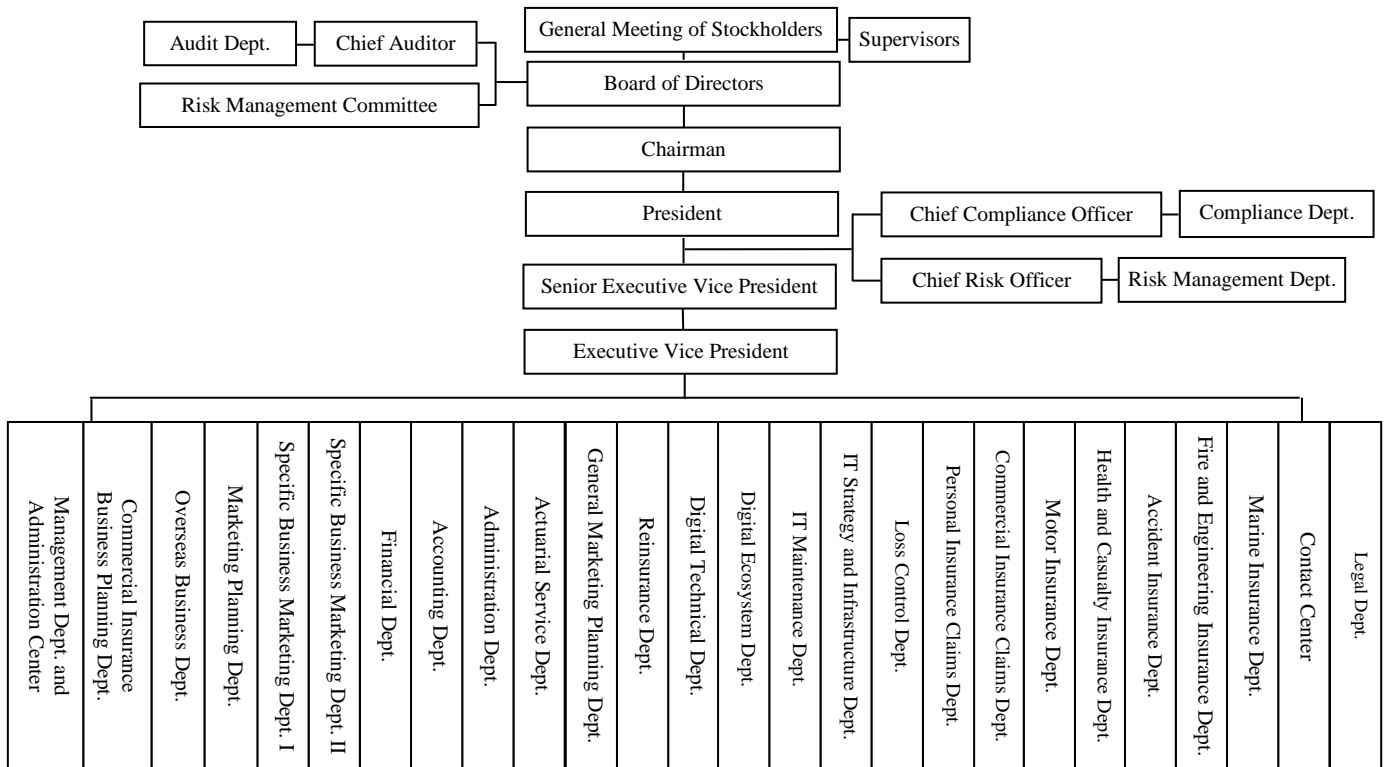 General Meeting of Stockholders
Audit Dept.
Chief Auditor
Supervisors
Board of Directors
Risk Management Committee
Chairman
President
Chief Compliance Officer
Compliance Dept.
Senior Executive Vice President
Chief Risk Officer
Risk Management Dept.
Executive Vice President
Management Dept. and
Administration Center
Commercial Insurance
Business Planning Dept.
Overseas Business Dept.
Marketing Planning Dept.
Specific Business Marketing Dept. I
Specific Business Marketing Dept. II
Financial Dept.
Accounting Dept.
Administration Dept.
Actuarial Service Dept.
General Marketing Planning Dept.
Reinsurance Dept.
Digital Technical Dept.
Digital Ecosystem Dept.
IT Maintenance Dept.
IT Strategy and Infrastructure Dept.
Loss Control Dept.
Personal Insurance Claims Dept.
Commercial Insurance Claims Dept.
Motor Insurance Dept.
Health and Casualty Insurance Dept.
Accident Insurance Dept.
Fire and Engineering Insurance Dept.
Marine Insurance Dept.
Contact Center
Legal Dept.